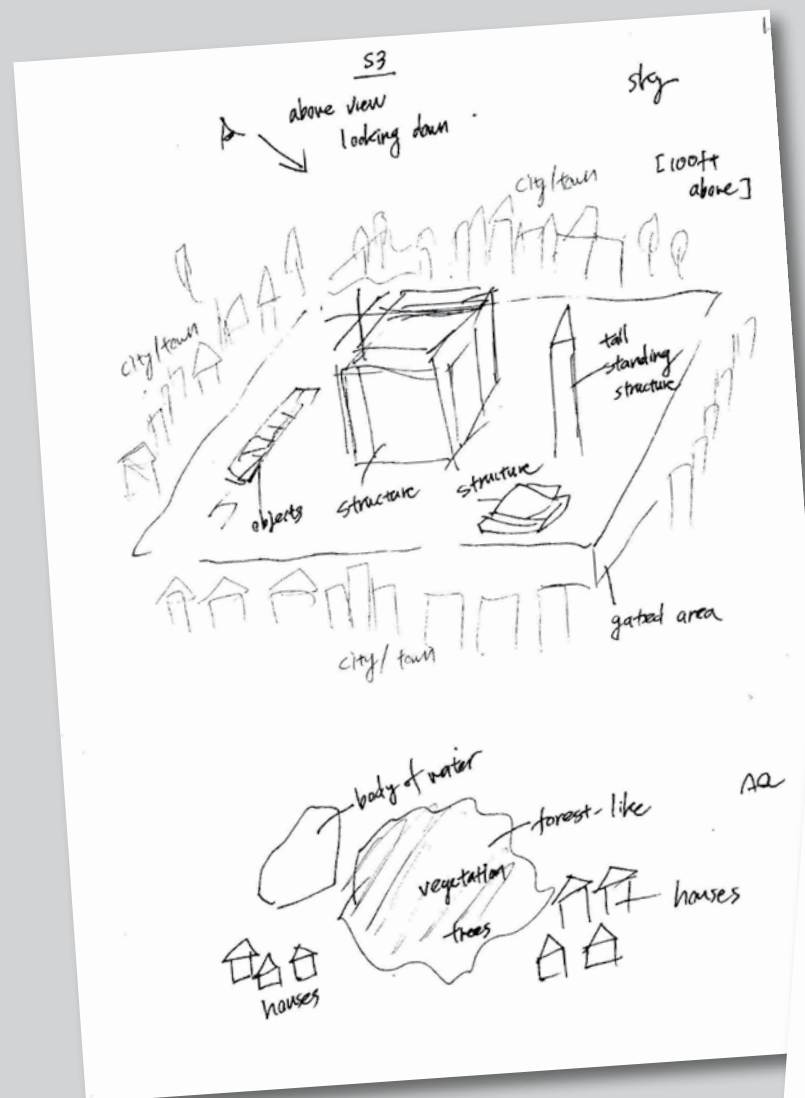 S3
sky
above view
looking down
[100ft
above]
city/town
city/town
tall
standing
structure
objects
structure
structure
gated area
city/town
body of water
forest-like
vegetation
trees
houses
houses